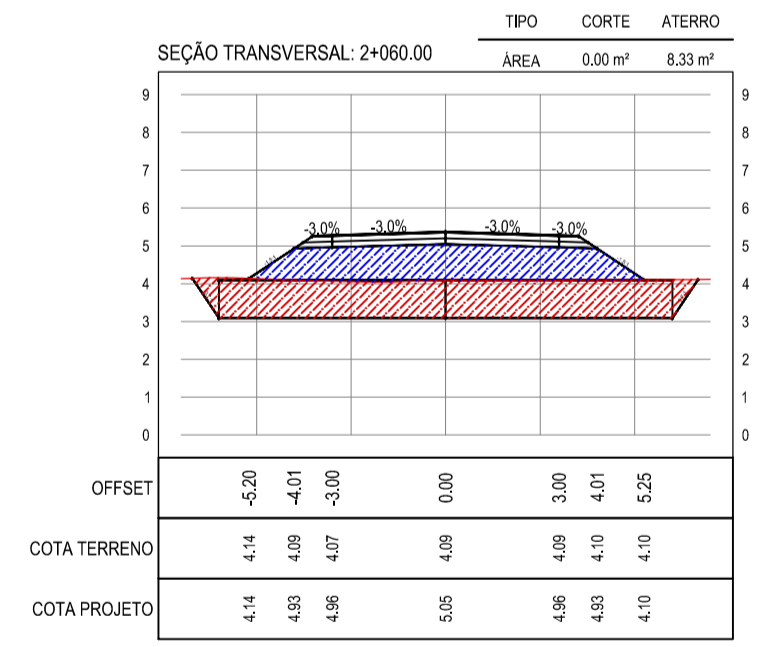 TIPO CORTE ATERRO
SEÇÃO TRANSVERSAL: 2+060.00
ÁREA 0.00 m² 8.33 m²
9 9
8 8
7 7
6 6
-3.0% -3.0% -3.0% -3.0%
5 5
4 4
3 3
2 2
1 1
0 0
OFFSET -5.20 -4.01 -3.00 0.00 3.00 4.01 5.25
COTA TERRENO 4.14 4.09 4.07 4.09 4.09 4.10 4.10
COTA PROJETO 4.14 4.93 4.96 5.05 4.96 4.93 4.10